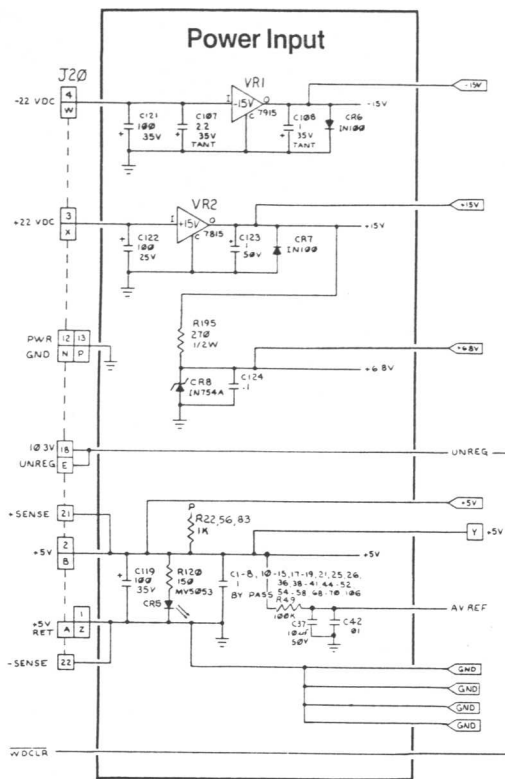 Power Input
J20
VR1
4
-22 VDC
W
I
-15V
O
-15V
-15V
C
7915
C121
100
35V
C107
2.2
35V
TANT
C108
1
35V
TANT
CR6
IN100
VR2
3
+22 VDC
X
I
+15V
O
+15V
+15V
C
7815
C122
100
25V
C123
1
50V
CR7
IN100
R195
270
1/2W
PWR
GND
12 13
N P
+6.8V
+6.8V
CR8
IN754A
C124
.1
10.3V
UNREG
18
E
UNREG
+SENSE
21
P
R22,56,83
1K
+5V
Y
+5V
+5V
2
B
+5V
C119
100
35V
R120
150
MV5053
CR5
C1-8, 10-15,17-19,21,25,26,
36,38-41 44-52
54-58 68 70 106
.1
BY PASS
R49
100K
AV REF
C37
10uf
50V
C42
.01
+5V
RET
1
A Z
-SENSE
22
GND
GND
GND
GND
WDCLR